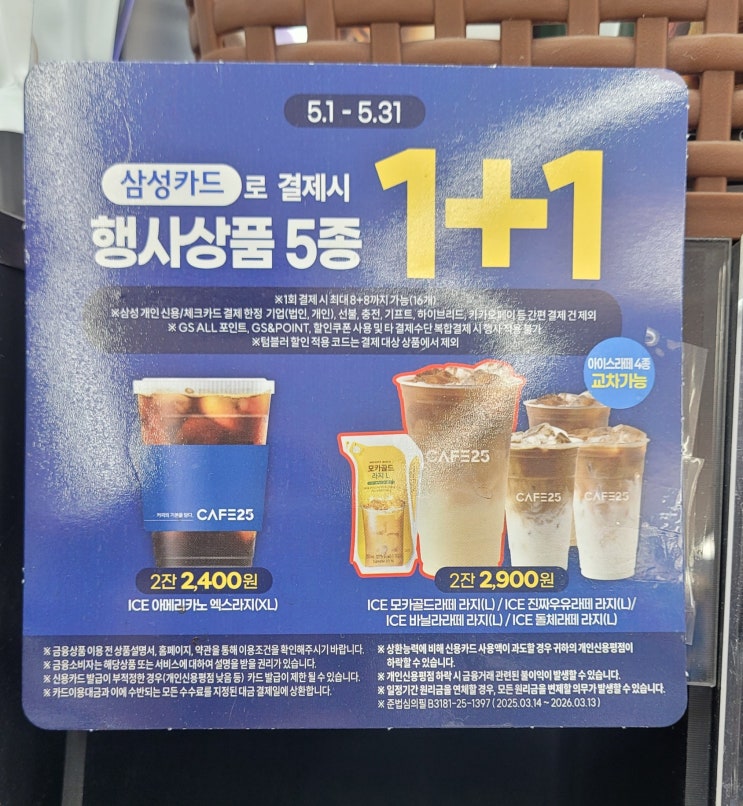 5.1 - 5.31
삼성카드로 결제시
행사상품 5종
1+1
※1회 결제 시 최대 8+8까지 가능(16개)
※삼성 개인 신용/체크카드 결제 한정 기업(법인, 개인), 선불, 충전, 기프트, 하이브리드, 카카오페이 등 간편 결제 건 제외
※ GS ALL 포인트, GS&POINT, 할인쿠폰 사용 및 타 결제수단 복합결제 시 행사 적용 불가
※텀블러 할인 적용 코드는 결제 대상 상품에서 제외
아이스라떼 4종
교차가능
모카골드
라떼 L
CAFE25
CAFE25
CAFE25
커피의 기본을 잡다. CAFE25
2잔 2,400원
ICE 아메리카노 엑스라지(XL)
2잔 2,900원
ICE 모카골드라떼 라지(L) / ICE 진짜우유라떼 라지(L)/
ICE 바닐라라떼 라지(L) / ICE 돌체라떼 라지(L)
※ 금융상품 이용 전 상품설명서, 홈페이지, 약관을 통해 이용조건을 확인해주시기 바랍니다.
※ 금융소비자는 해당상품 또는 서비스에 대하여 설명을 받을 권리가 있습니다.
※ 신용카드 발급이 부적정한 경우(개인신용평점 낮음 등) 카드 발급이 제한 될 수 있습니다.
※ 카드이용대금과 이에 수반되는 모든 수수료를 지정된 대금 결제일에 상환합니다.
※ 상환능력에 비해 신용카드 사용액이 과도할 경우 귀하의 개인신용평점이
하락할 수 있습니다.
※ 개인신용평점 하락 시 금융거래 관련된 불이익이 발생할 수 있습니다.
※ 일정기간 원리금을 연체할 경우, 모든 원리금을 변제할 의무가 발생할 수 있습니다.
※ 준법심의필 B3181-25-1397 ( 2025.03.14 ~ 2026.03.13 )